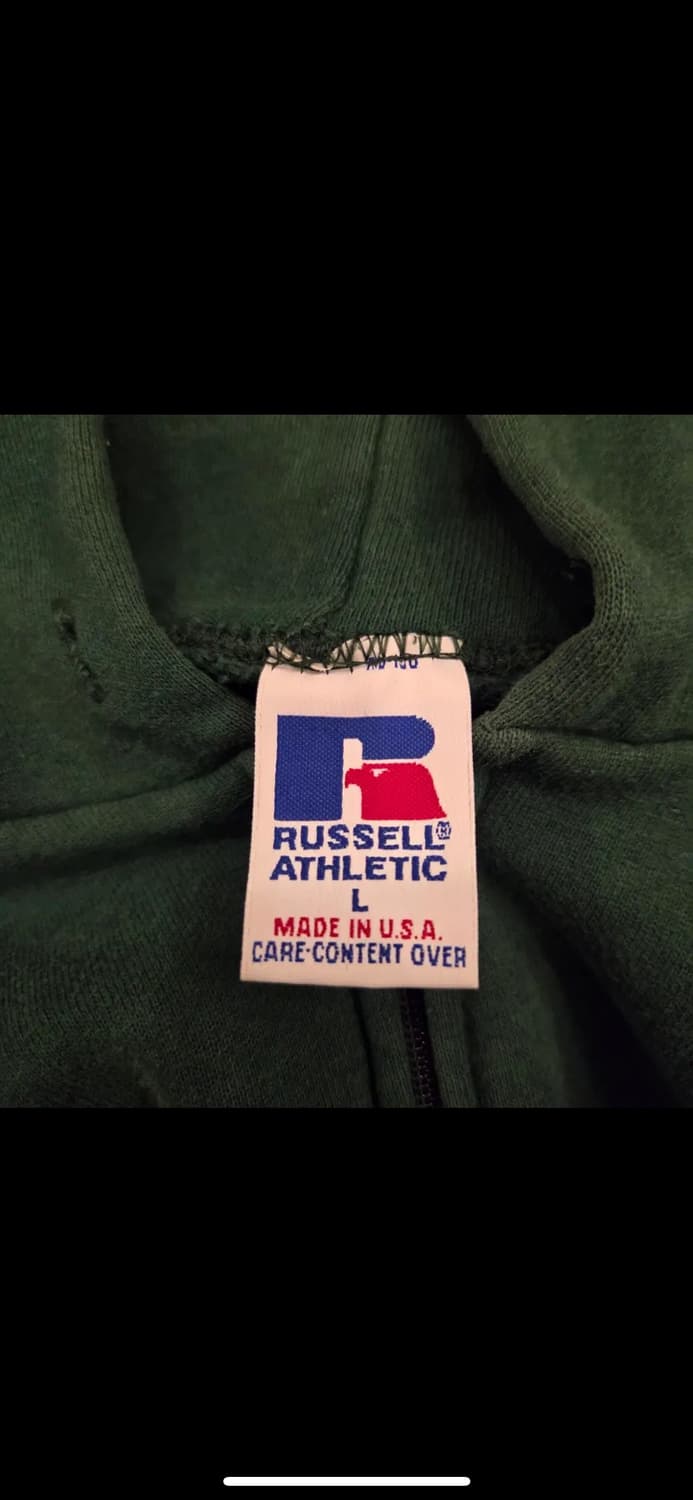 RUSSELL®
ATHLETIC
L
MADE IN U.S.A.
CARE-CONTENT OVER